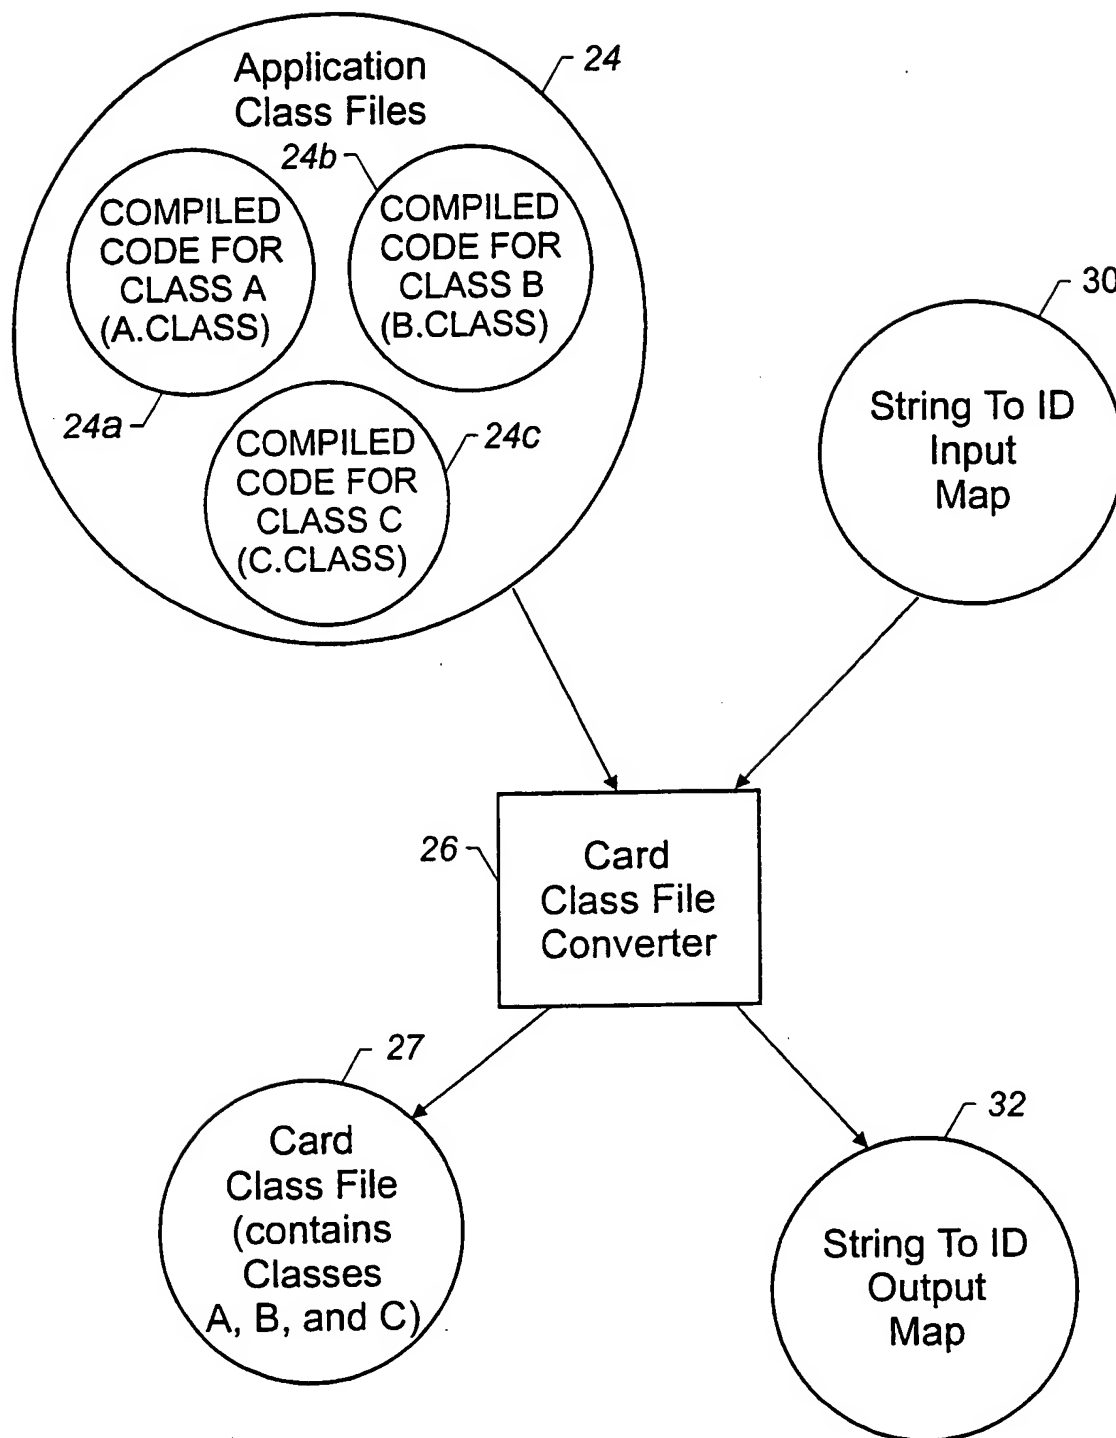 Application
Class Files
24
24b
COMPILED
CODE FOR
CLASS A
(A.CLASS)
COMPILED
CODE FOR
CLASS B
(B.CLASS)
24a
COMPILED
CODE FOR
CLASS C
(C.CLASS)
24c
30
String To ID
Input
Map
26
Card
Class File
Converter
27
Card
Class File
(contains
Classes
A, B, and C)
32
String To ID
Output
Map